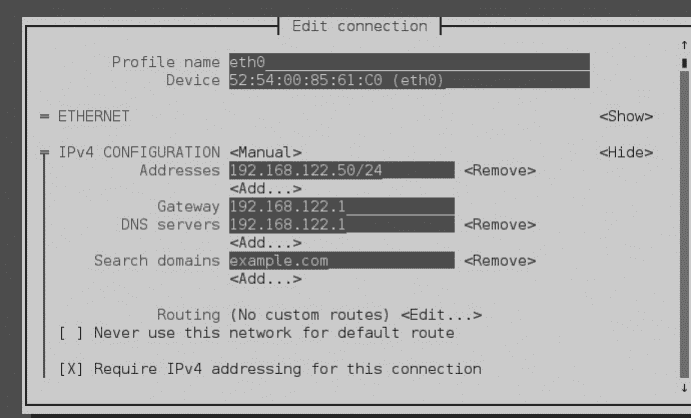 Edit connection
Profile name eth0
Device 52:54:00:85:61:C0 (eth0)
= ETHERNET <Show>
IPv4 CONFIGURATION <Manual> <Hide>
Addresses 192.168.122.50/24 <Remove>
<Add...>
Gateway 192.168.122.1
DNS servers 192.168.122.1 <Remove>
<Add...>
Search domains example.com <Remove>
<Add...>
Routing (No custom routes) <Edit...>
[ ] Never use this network for default route
[X] Require IPv4 addressing for this connection